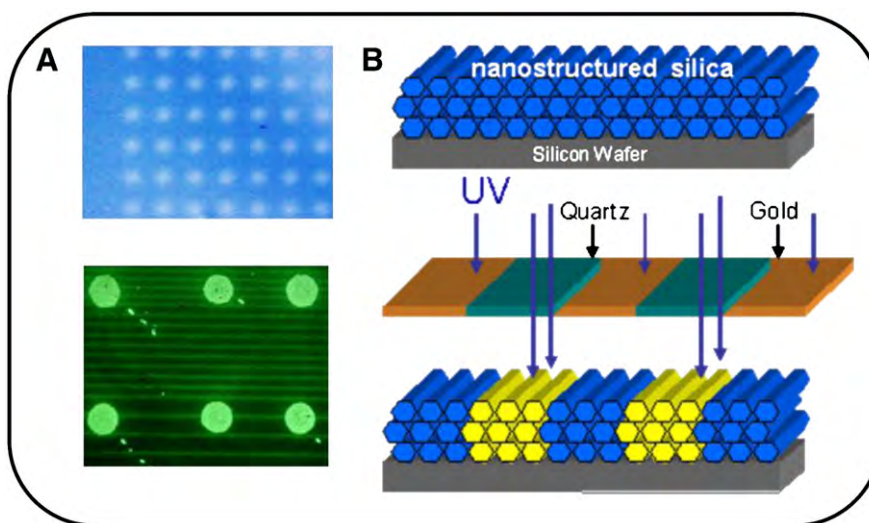 A
B
nanostructured silica
Silicon Wafer
UV
Quartz
Gold